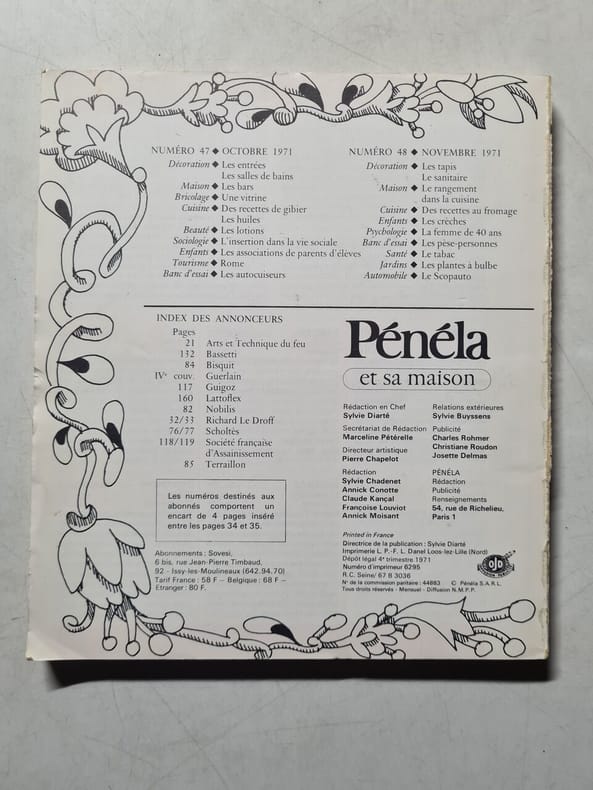 NUMÉRO 47 ◆ OCTOBRE 1971
Décoration ◆ Les entrées
Les salles de bains
Maison ◆ Les bars
Bricolage ◆ Une vitrine
Cuisine ◆ Des recettes de gibier
Les huiles
Beauté ◆ Les lotions
Sociologie ◆ L'insertion dans la vie sociale
Enfants ◆ Les associations de parents d'élèves
Tourisme ◆ Rome
Banc d'essai ◆ Les autocuiseurs
NUMÉRO 48 ◆ NOVEMBRE 1971
Décoration ◆ Les tapis
Le sanitaire
Maison ◆ Le rangement
dans la cuisine
Cuisine ◆ Des recettes au fromage
Enfants ◆ Les crèches
Psychologie ◆ La femme de 40 ans
Banc d'essai ◆ Les pèse-personnes
Santé ◆ Le tabac
Jardins ◆ Les plantes à bulbe
Automobile ◆ Le Scopauto
INDEX DES ANNONCEURS
Pages
21 Arts et Technique du feu
132 Bassetti
84 Bisquit
IVe couv. Guerlain
117 Guigoz
160 Lattoflex
82 Nobilis
32/33 Richard Le Droff
76/77 Scholtès
118/119 Société française
d'Assainissement
85 Terraillon
Les numéros destinés aux
abonnés comportent un
encart de 4 pages inséré
entre les pages 34 et 35.
Abonnements : Sovesi,
6 bis, rue Jean-Pierre Timbaud,
92 - Issy-les-Moulineaux (642.94.70)
Tarif France : 58 F – Belgique : 68 F –
Etranger : 80 F.
Pénéla
et sa maison
Rédaction en Chef
Sylvie Diarté
Secrétariat de Rédaction
Marceline Pétérelle
Directeur artistique
Pierre Chapelot
Rédaction
Sylvie Chadenet
Annick Conotte
Claude Kançal
Françoise Louviot
Annick Moisant
Relations extérieures
Sylvie Buyssens
Publicité
Charles Rohmer
Christiane Roudon
Josette Delmas
PÉNÉLA
Rédaction
Publicité
Renseignements
54, rue de Richelieu,
Paris 1
Printed in France
Directrice de la publication : Sylvie Diarté
Imprimerie L. P.-F. L. Danel Loos-lez-Lille (Nord)
Dépôt légal 4e trimestre 1971
Numéro d'imprimeur 6295
R.C. Seine/ 67 B 3036
N° de la commission paritaire : 44883 © Pénéla S.A.R.L.
Tous droits réservés - Mensuel - Diffusion N.M.P.P.
OJD